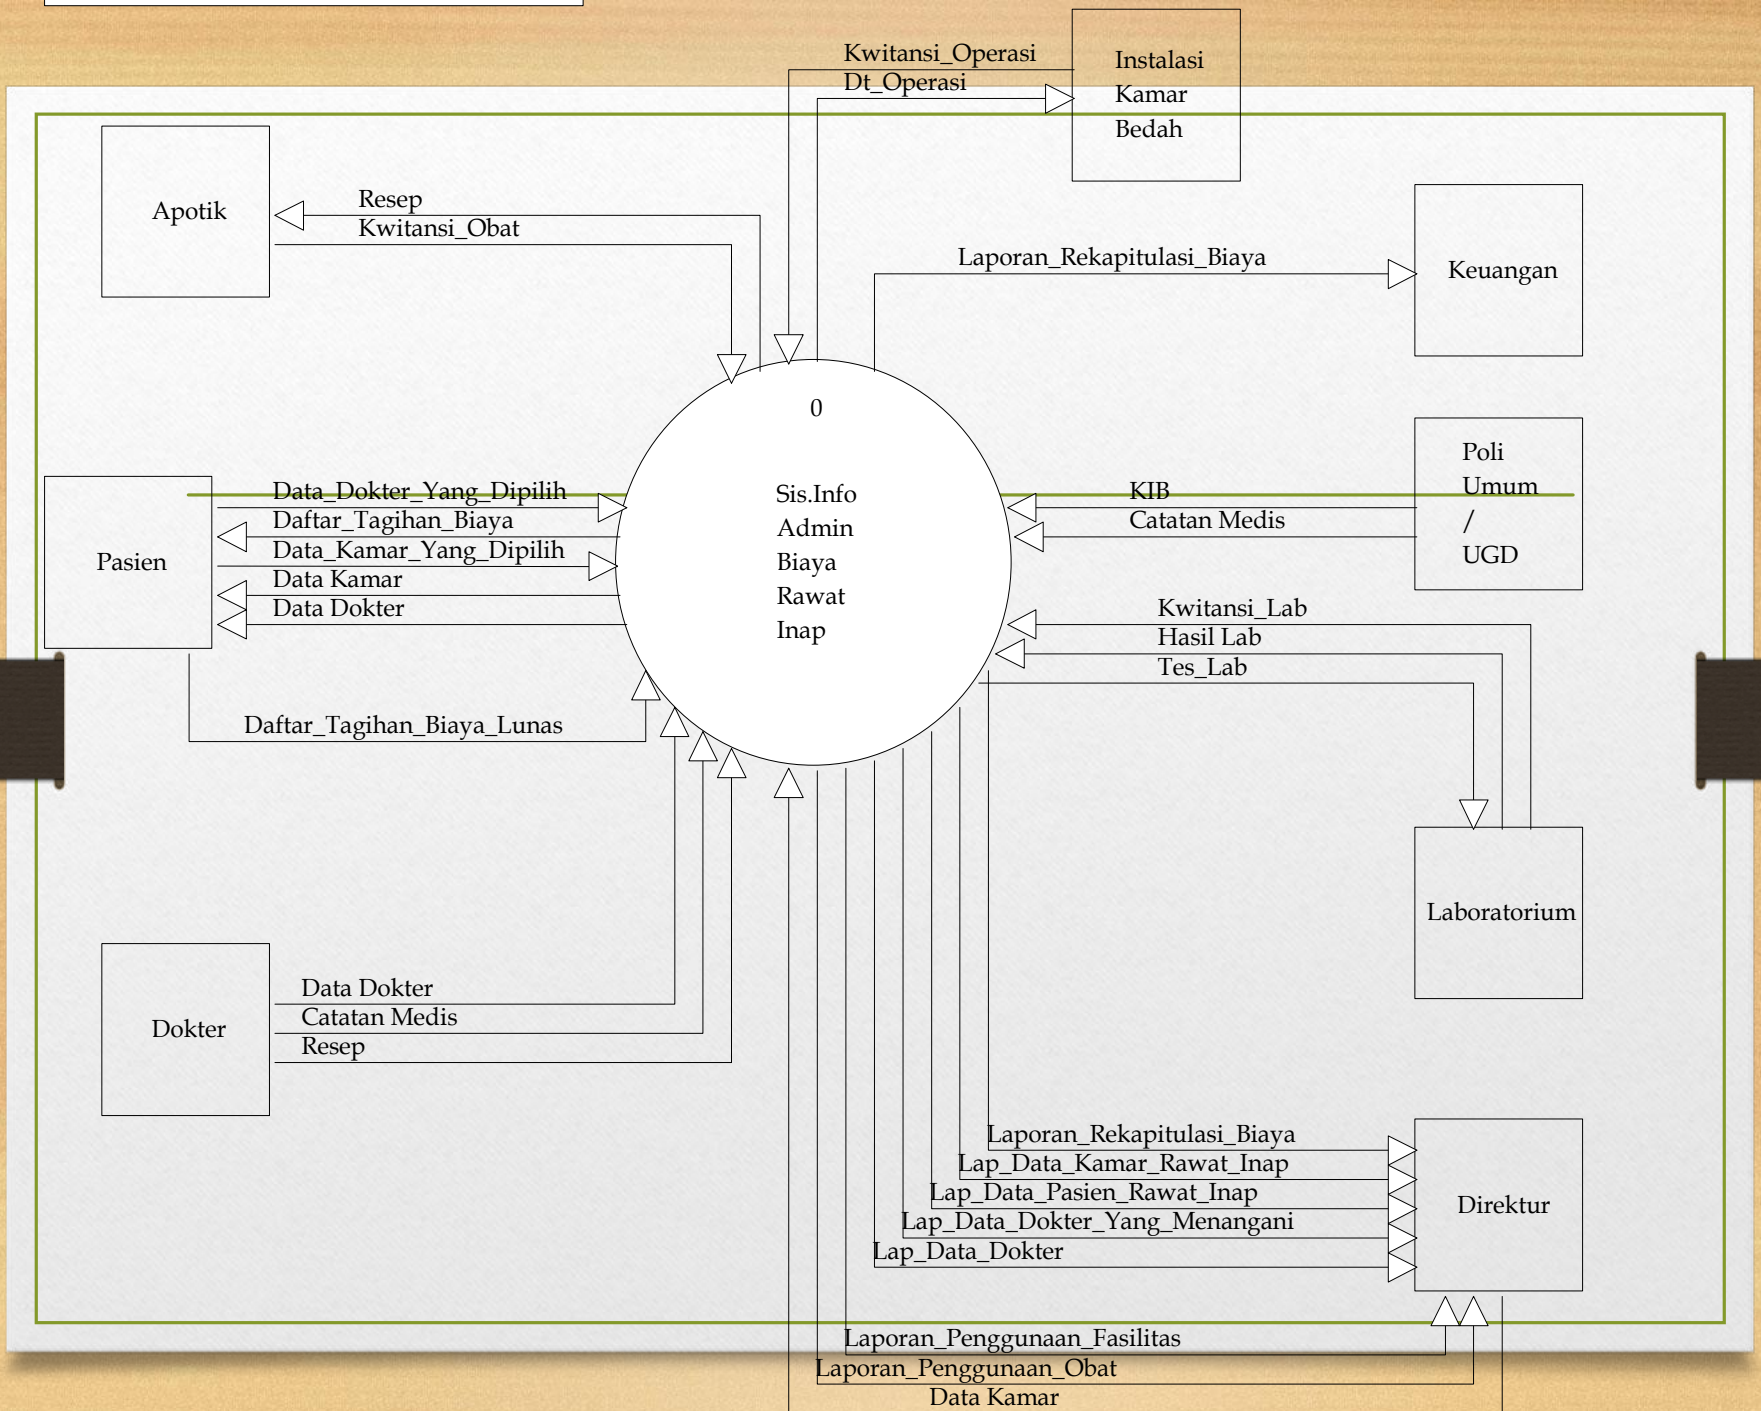 Kwitansi_Operasi
Dt_Operasi
Instalasi
Kamar
Bedah
Apotik
Resep
Kwitansi_Obat
Laporan_Rekapitulasi_Biaya
Keuangan
0
Sis.Info
Admin
Biaya
Rawat
Inap
Pasien
Data_Dokter_Yang_Dipilih
Daftar_Tagihan_Biaya
Data_Kamar_Yang_Dipilih
Data Kamar
Data Dokter
Daftar_Tagihan_Biaya_Lunas
KIB
Catatan Medis
Poli
Umum
/
UGD
Kwitansi_Lab
Hasil Lab
Tes_Lab
Laboratorium
Dokter
Data Dokter
Catatan Medis
Resep
Laporan_Rekapitulasi_Biaya
Lap_Data_Kamar_Rawat_Inap
Lap_Data_Pasien_Rawat_Inap
Lap_Data_Dokter_Yang_Menangani
Lap_Data_Dokter
Direktur
Laporan_Penggunaan_Fasilitas
Laporan_Penggunaan_Obat
Data Kamar